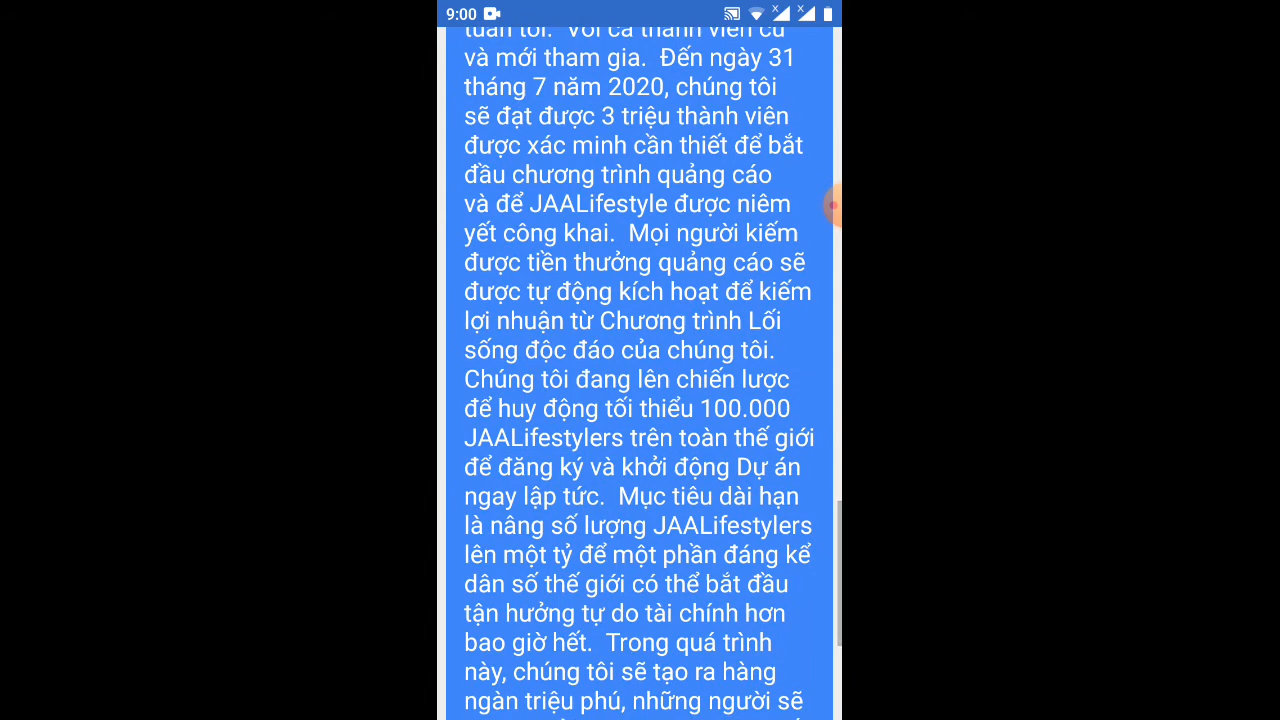 9:00
tuần tới.  Với cả thành viên cũ
và mới tham gia.  Đến ngày 31
tháng 7 năm 2020, chúng tôi
sẽ đạt được 3 triệu thành viên
được xác minh cần thiết để bắt
đầu chương trình quảng cáo
và để JAALifestyle được niêm
yết công khai.  Mọi người kiếm
được tiền thưởng quảng cáo sẽ
được tự động kích hoạt để kiếm
lợi nhuận từ Chương trình Lối
sống độc đáo của chúng tôi.
Chúng tôi đang lên chiến lược
để huy động tối thiểu 100.000
JAALifestylers trên toàn thế giới
để đăng ký và khởi động Dự án
ngay lập tức.  Mục tiêu dài hạn
là nâng số lượng JAALifestylers
lên một tỷ để một phần đáng kể
dân số thế giới có thể bắt đầu
tận hưởng tự do tài chính hơn
bao giờ hết.  Trong quá trình
này, chúng tôi sẽ tạo ra hàng
ngàn triệu phú, những người sẽ